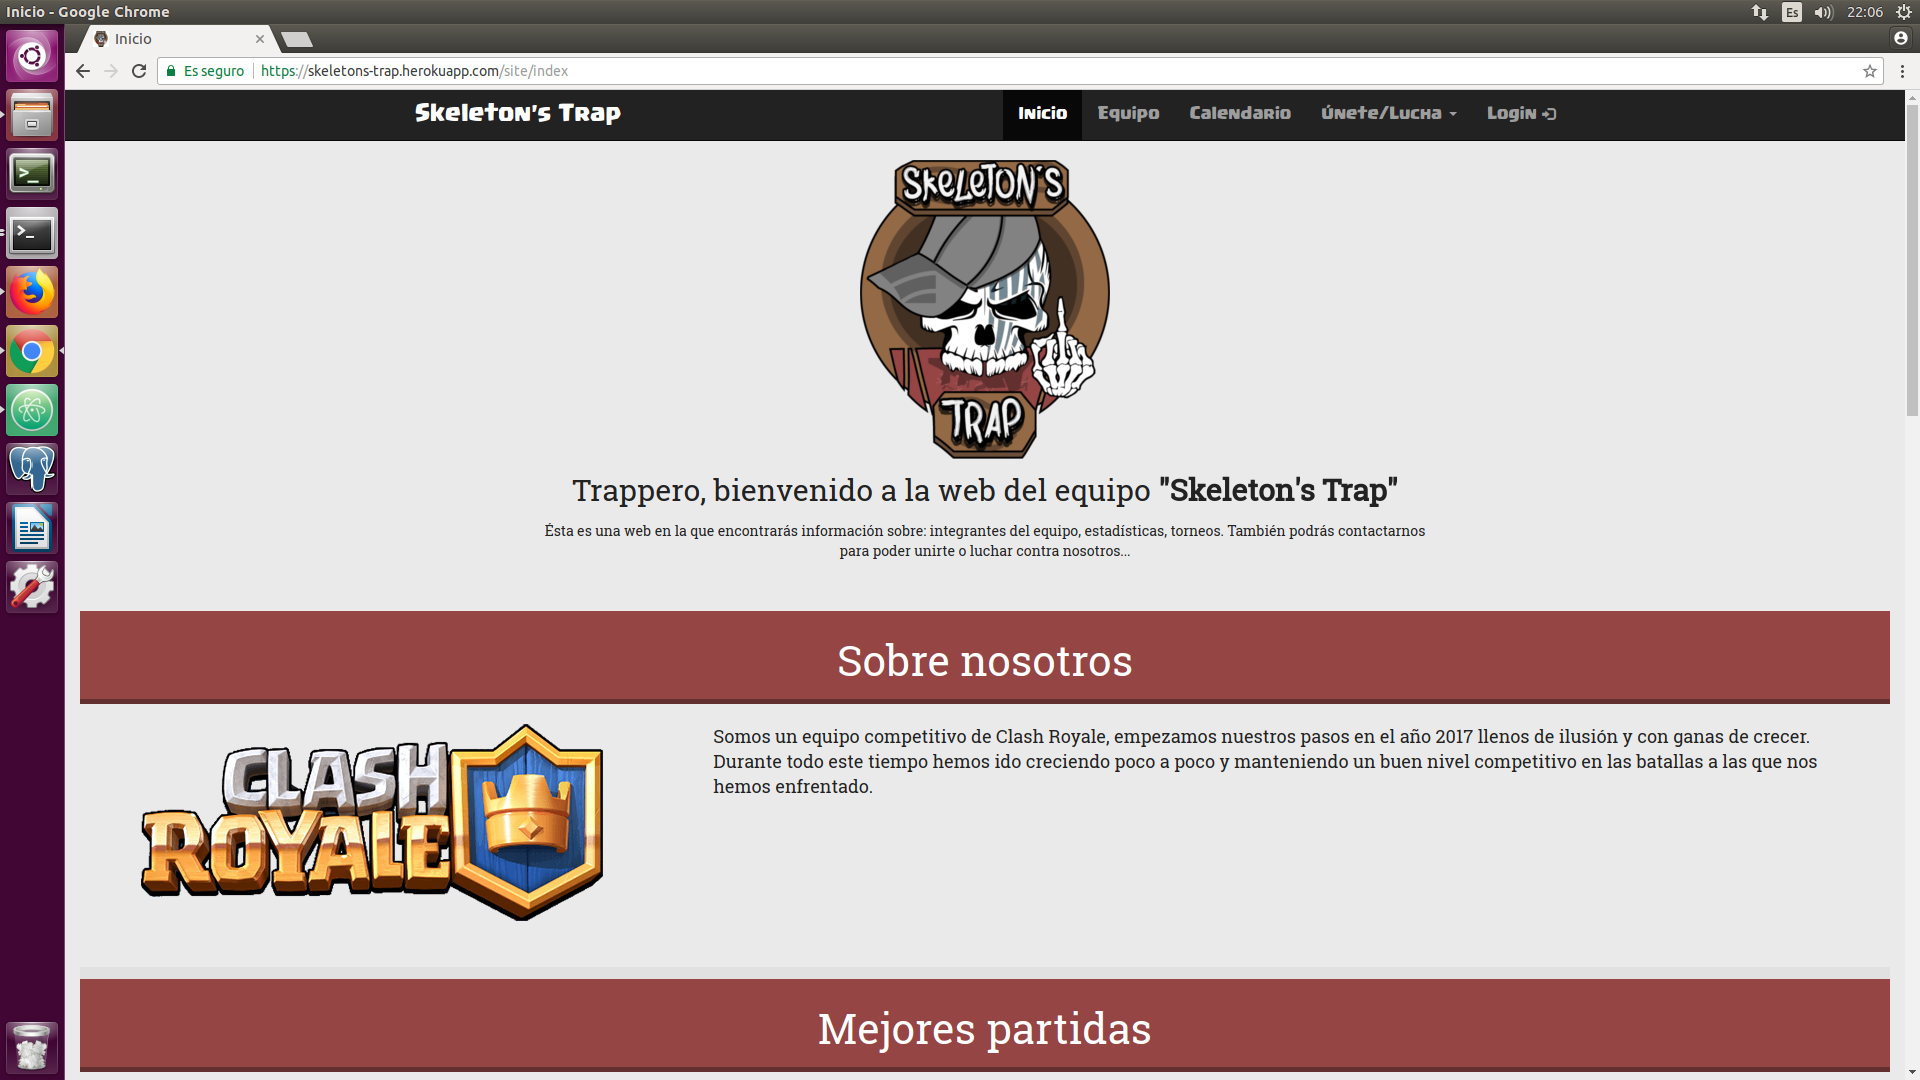 Inicio - Google Chrome
Es
22:06
Inicio
Es seguro
https://skeletons-trap.herokuapp.com/site/index
Skeleton's Trap
Inicio
Equipo
Calendario
Únete/Lucha
Login
SKELETON'S
TRAP
Trappero, bienvenido a la web del equipo "Skeleton's Trap"
Ésta es una web en la que encontrarás información sobre: integrantes del equipo, estadísticas, torneos. También podrás contactarnos
para poder unirte o luchar contra nosotros...
Sobre nosotros
CLASH
ROYALE
Somos un equipo competitivo de Clash Royale, empezamos nuestros pasos en el año 2017 llenos de ilusión y con ganas de crecer.
Durante todo este tiempo hemos ido creciendo poco a poco y manteniendo un buen nivel competitivo en las batallas a las que nos
hemos enfrentado.
Mejores partidas